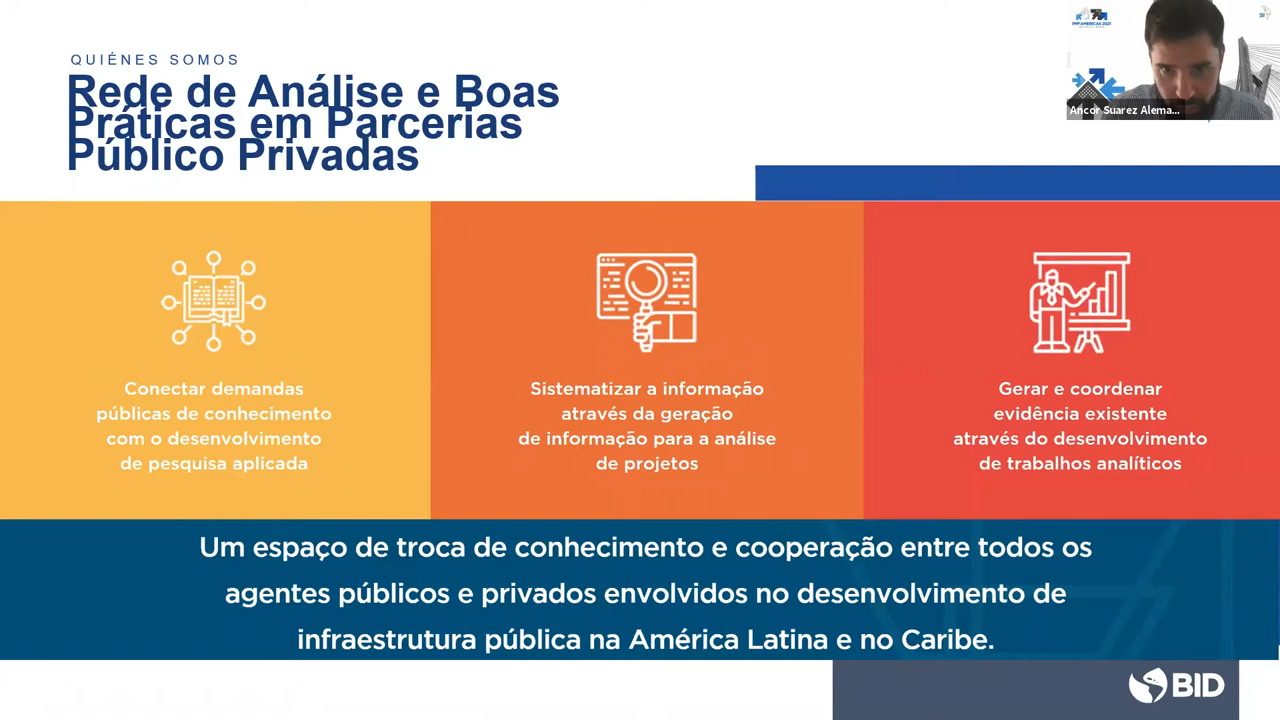 QUIÉNES SOMOS
Rede de Análise e Boas
Práticas em Parcerias
Público Privadas
PPP AMERICAS 2021
Ancor Suarez Alema...
Conectar demandas
públicas de conhecimento
com o desenvolvimento
de pesquisa aplicada
Sistematizar a informação
através da geração
de informação para a análise
de projetos
Gerar e coordenar
evidência existente
através do desenvolvimento
de trabalhos analíticos
Um espaço de troca de conhecimento e cooperação entre todos os
agentes públicos e privados envolvidos no desenvolvimento de
infraestrutura pública na América Latina e no Caribe.
BID